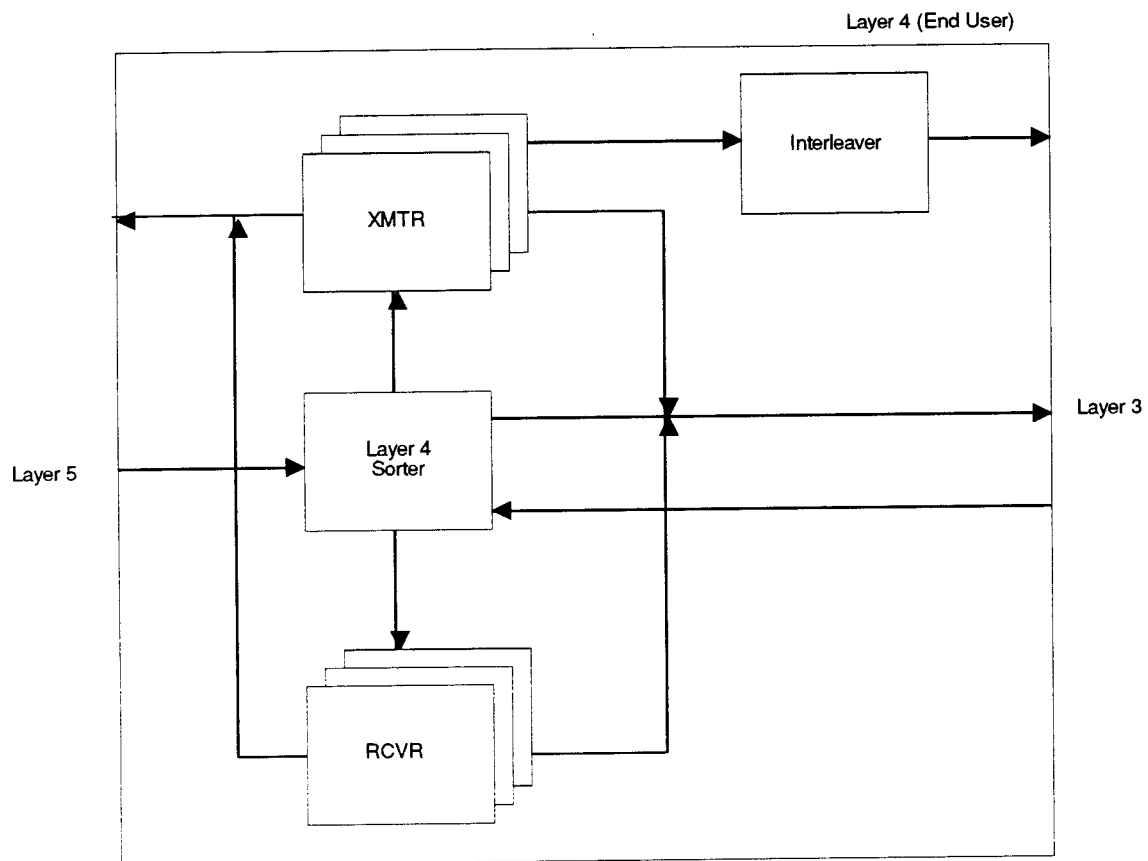 Layer 4 (End User)
Interleaver
XMTR
Layer 3
Layer 4
Sorter
Layer 5
RCVR